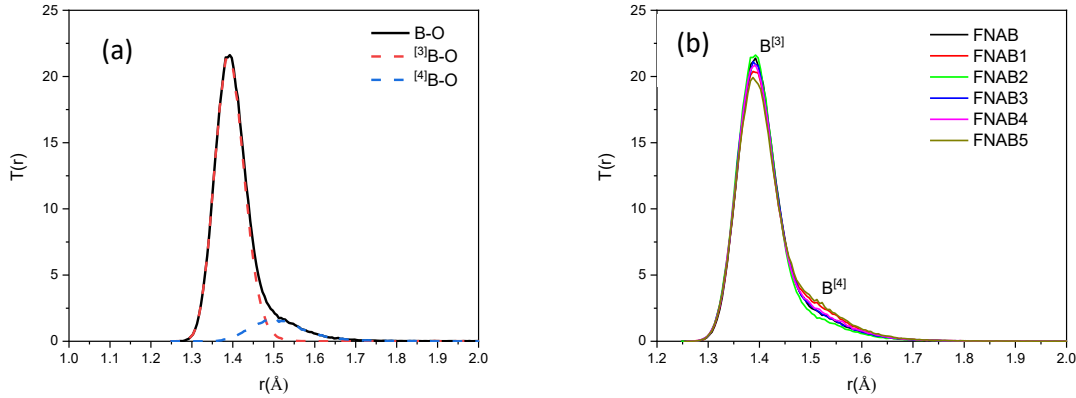 (a)
B-O
[3]B-O
[4]B-O
25
20
15
10
5
0
T(r)
1.0 1.1 1.2 1.3 1.4 1.5 1.6 1.7 1.8 1.9 2.0
r(Å)
(b)
B[3]
B[4]
FNAB
FNAB1
FNAB2
FNAB3
FNAB4
FNAB5
25
20
15
10
5
0
T(r)
1.2 1.3 1.4 1.5 1.6 1.7 1.8 1.9 2.0
r(Å)